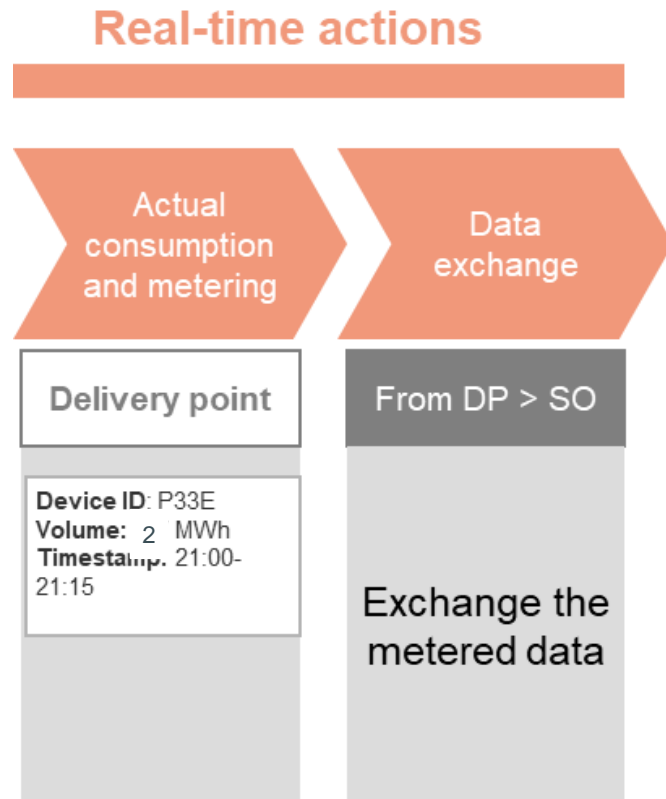 Real-time actions
Actual
consumption
and metering
Data
exchange
Delivery point
From DP > SO
Device ID: P33E
Volume: 2 MWh
Timestamp: 21:00-
21:15
Exchange the
metered data